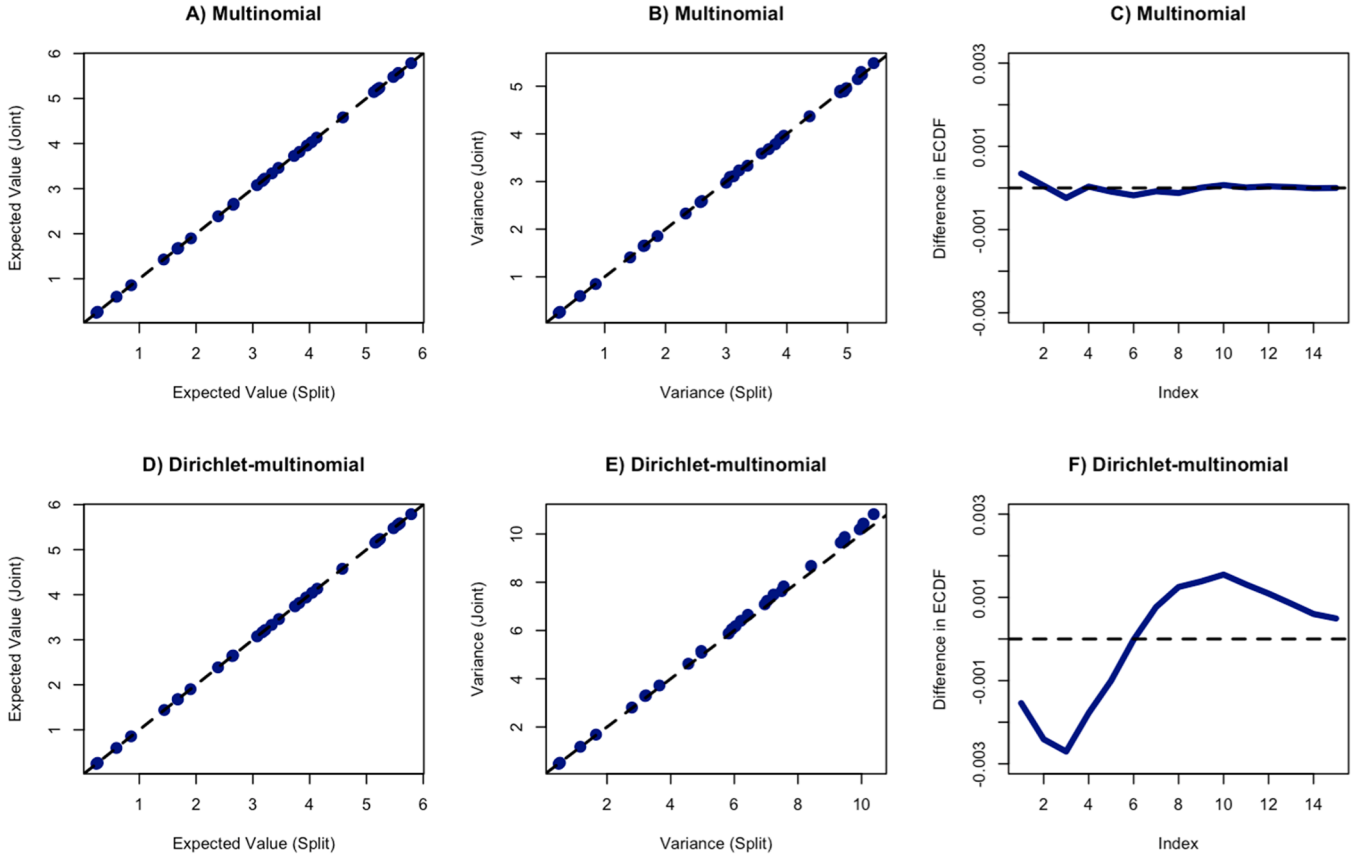 A) Multinomial
Expected Value (Joint)
6
5
4
3
2
1
1 2 3 4 5 6
Expected Value (Split)
B) Multinomial
Variance (Joint)
5
4
3
2
1
1 2 3 4 5
Variance (Split)
C) Multinomial
Difference in ECDF
0.003
0.001
-0.001
-0.003
2 4 6 8 10 12 14
Index
D) Dirichlet-multinomial
Expected Value (Joint)
6
5
4
3
2
1
1 2 3 4 5 6
Expected Value (Split)
E) Dirichlet-multinomial
Variance (Joint)
10
8
6
4
2
2 4 6 8 10
Variance (Split)
F) Dirichlet-multinomial
Difference in ECDF
0.003
0.001
-0.001
-0.003
2 4 6 8 10 12 14
Index